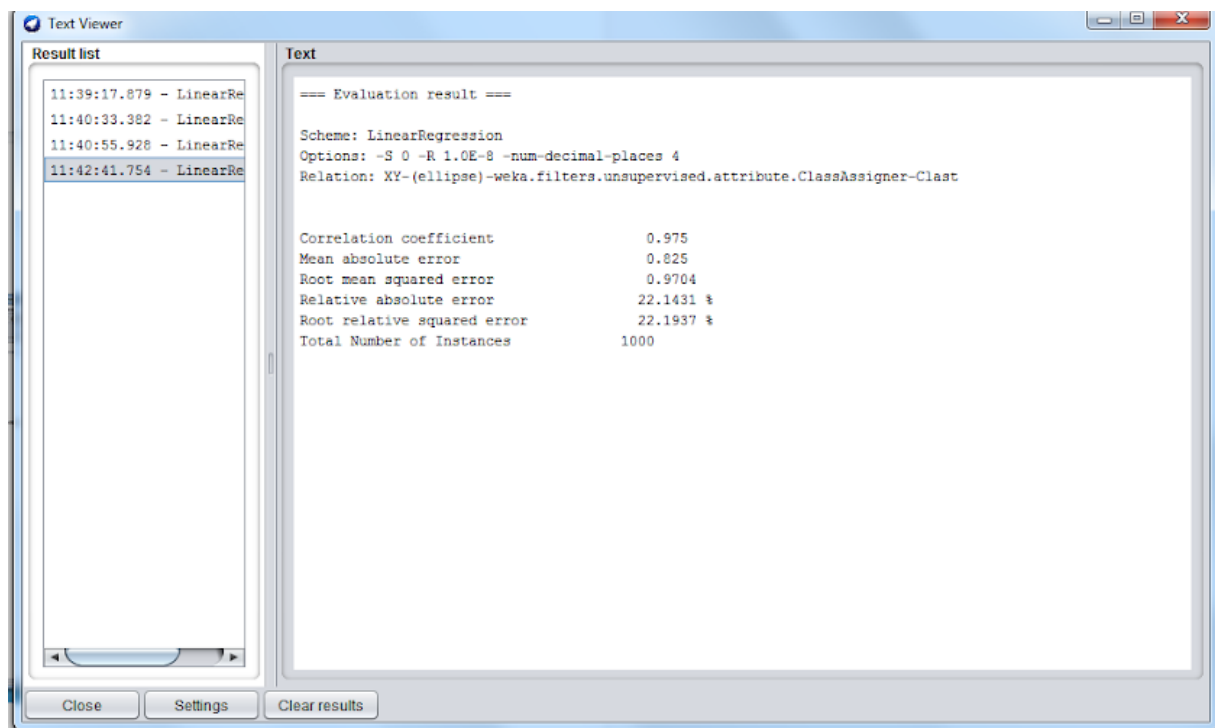 Text Viewer
Result list
11:39:17.879 - LinearRe
11:40:33.382 - LinearRe
11:40:55.928 - LinearRe
11:42:41.754 - LinearRe
Text
=== Evaluation result ===
Scheme: LinearRegression
Options: -S 0 -R 1.0E-8 -num-decimal-places 4
Relation: XY-(ellipse)-weka.filters.unsupervised.attribute.ClassAssigner-Clast
Correlation coefficient 0.975
Mean absolute error 0.825
Root mean squared error 0.9704
Relative absolute error 22.1431 %
Root relative squared error 22.1937 %
Total Number of Instances 1000
Close Settings Clear results